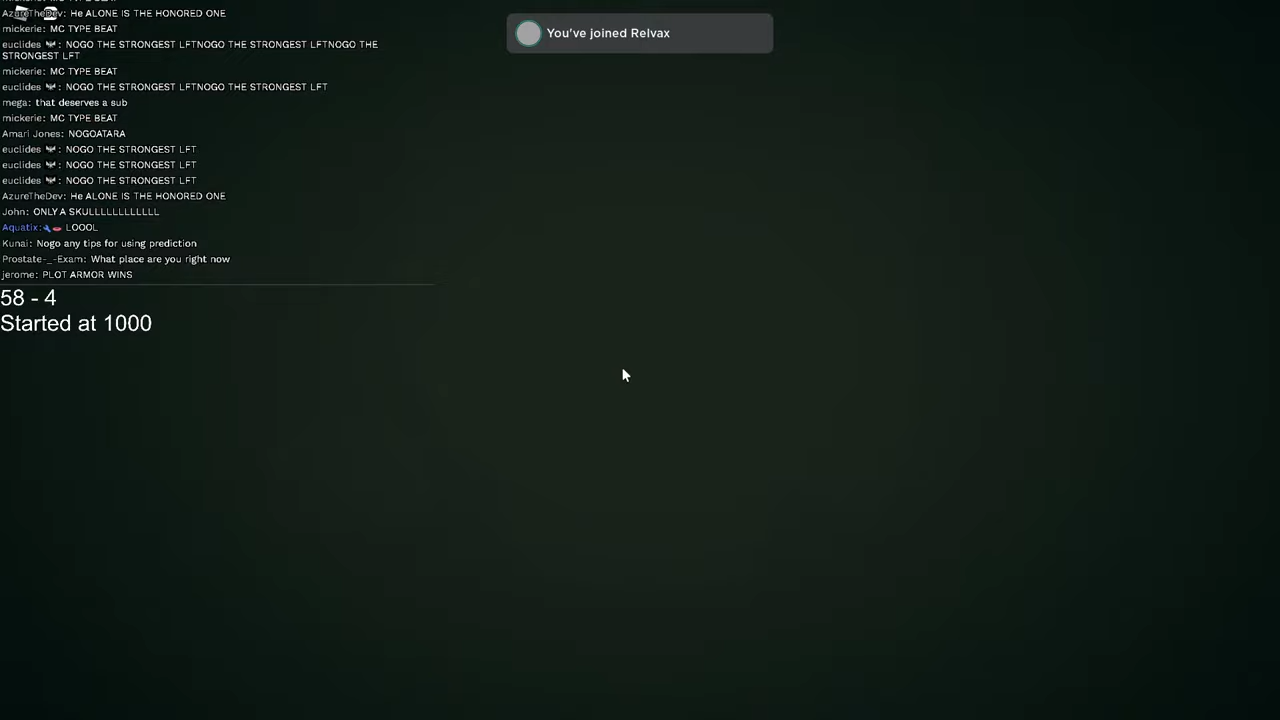 AzureTheDev: He ALONE IS THE HONORED ONE
mickerie: MC TYPE BEAT
euclides : NOGO THE STRONGEST LFTNOGO THE STRONGEST LFTNOGO THE
STRONGEST LFT
mickerie: MC TYPE BEAT
euclides : NOGO THE STRONGEST LFTNOGO THE STRONGEST LFT
mega: that deserves a sub
mickerie: MC TYPE BEAT
Amari Jones: NOGOATARA
euclides : NOGO THE STRONGEST LFT
euclides : NOGO THE STRONGEST LFT
euclides : NOGO THE STRONGEST LFT
AzureTheDev: He ALONE IS THE HONORED ONE
John: ONLY A SKULLLLLLLLLLL
Aquatix: LOOOL
Kunai: Nogo any tips for using prediction
Prostate-_-Exam: What place are you right now
jerome: PLOT ARMOR WINS
58 - 4
Started at 1000
You've joined Relvax